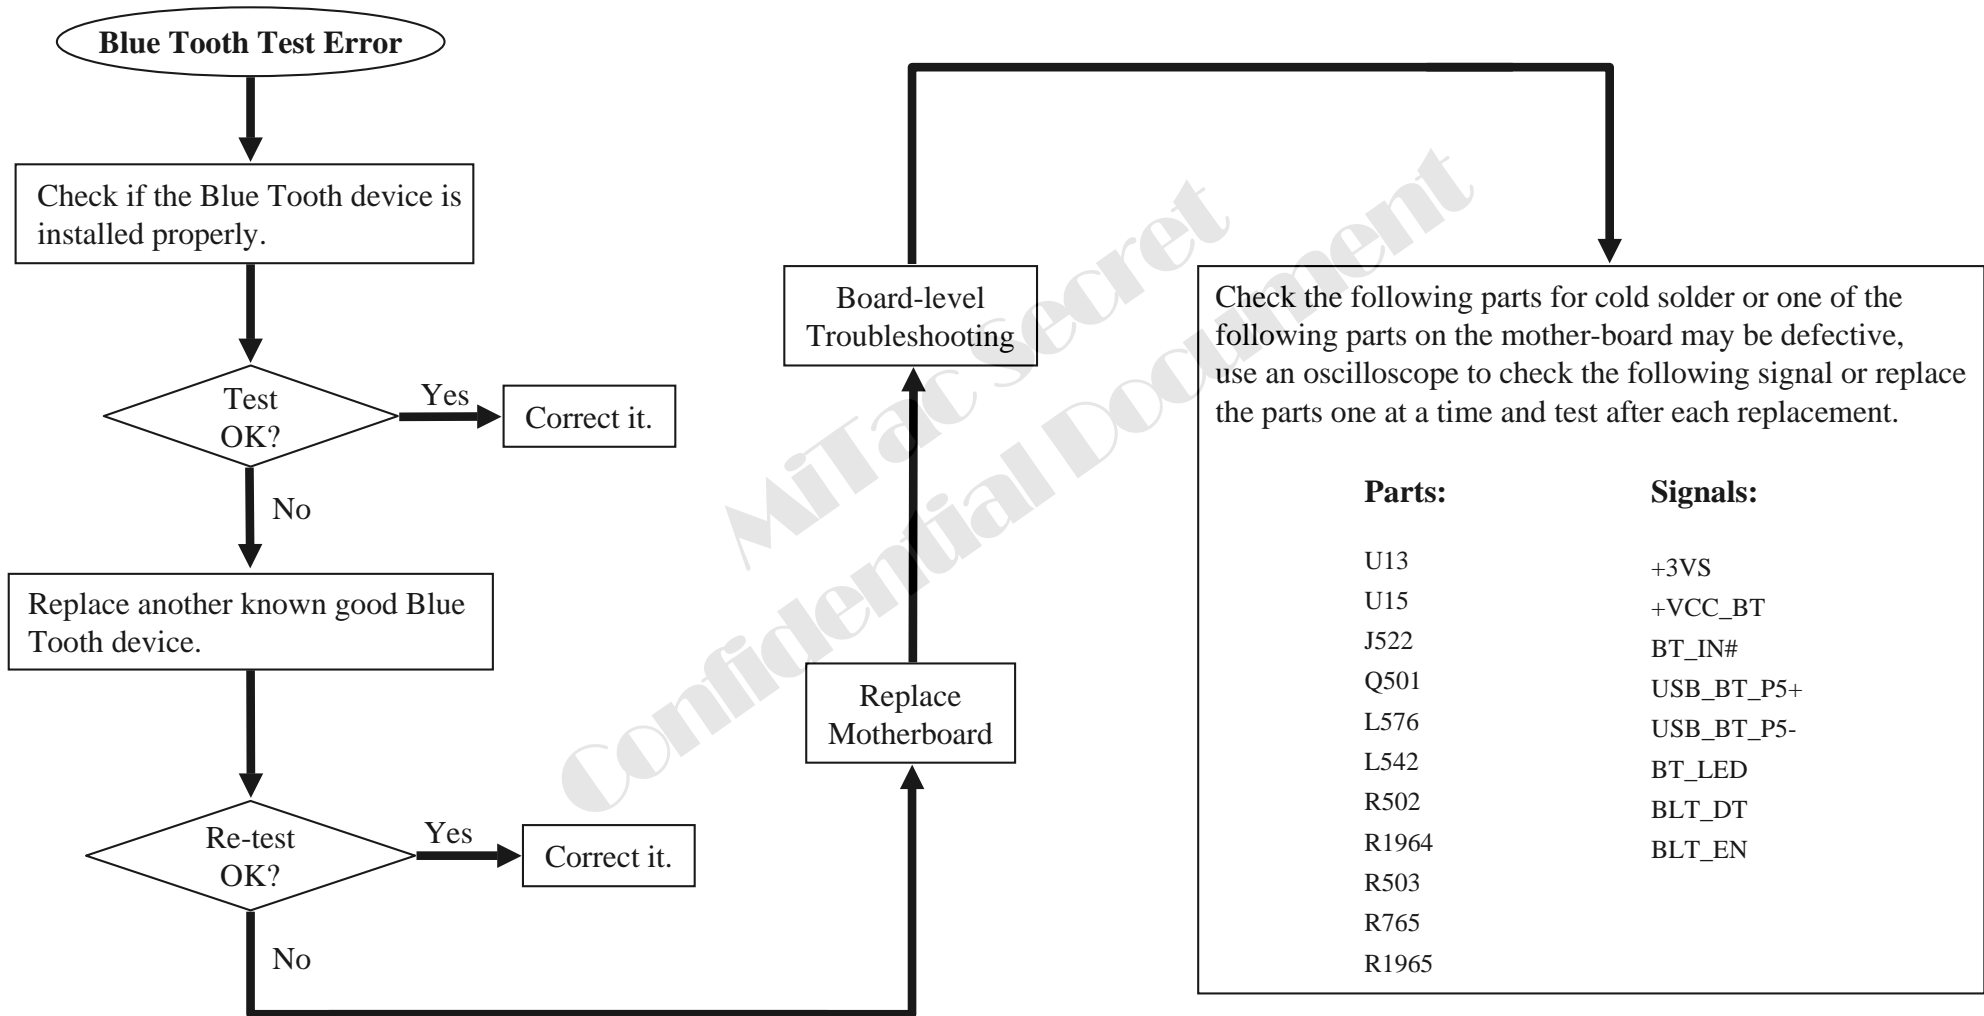 Blue Tooth Test Error
Check if the Blue Tooth device is
installed properly.
Test
OK?
Yes
Correct it.
No
Replace another known good Blue
Tooth device.
Re-test
OK?
Yes
Correct it.
No
Replace
Motherboard
Board-level
Troubleshooting
Check the following parts for cold solder or one of the
following parts on the mother-board may be defective,
use an oscilloscope to check the following signal or replace
the parts one at a time and test after each replacement.
Parts:
U13
U15
J522
Q501
L576
L542
R502
R1964
R503
R765
R1965
Signals:
+3VS
+VCC_BT
BT_IN#
USB_BT_P5+
USB_BT_P5-
BT_LED
BLT_DT
BLT_EN
MiTac Secret
Confidential Document